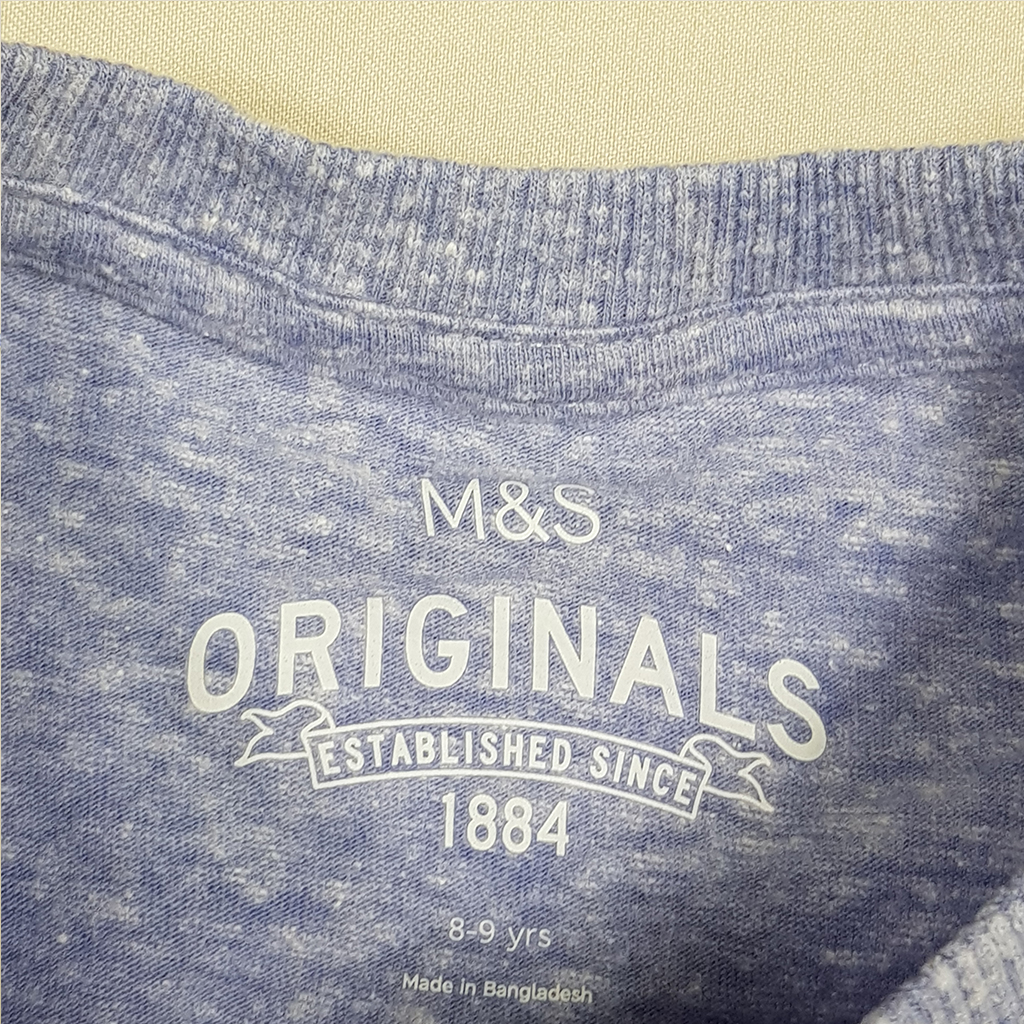 M&S
ORIGINALS
ESTABLISHED SINCE
1884
8-9 yrs
Made in Bangladesh